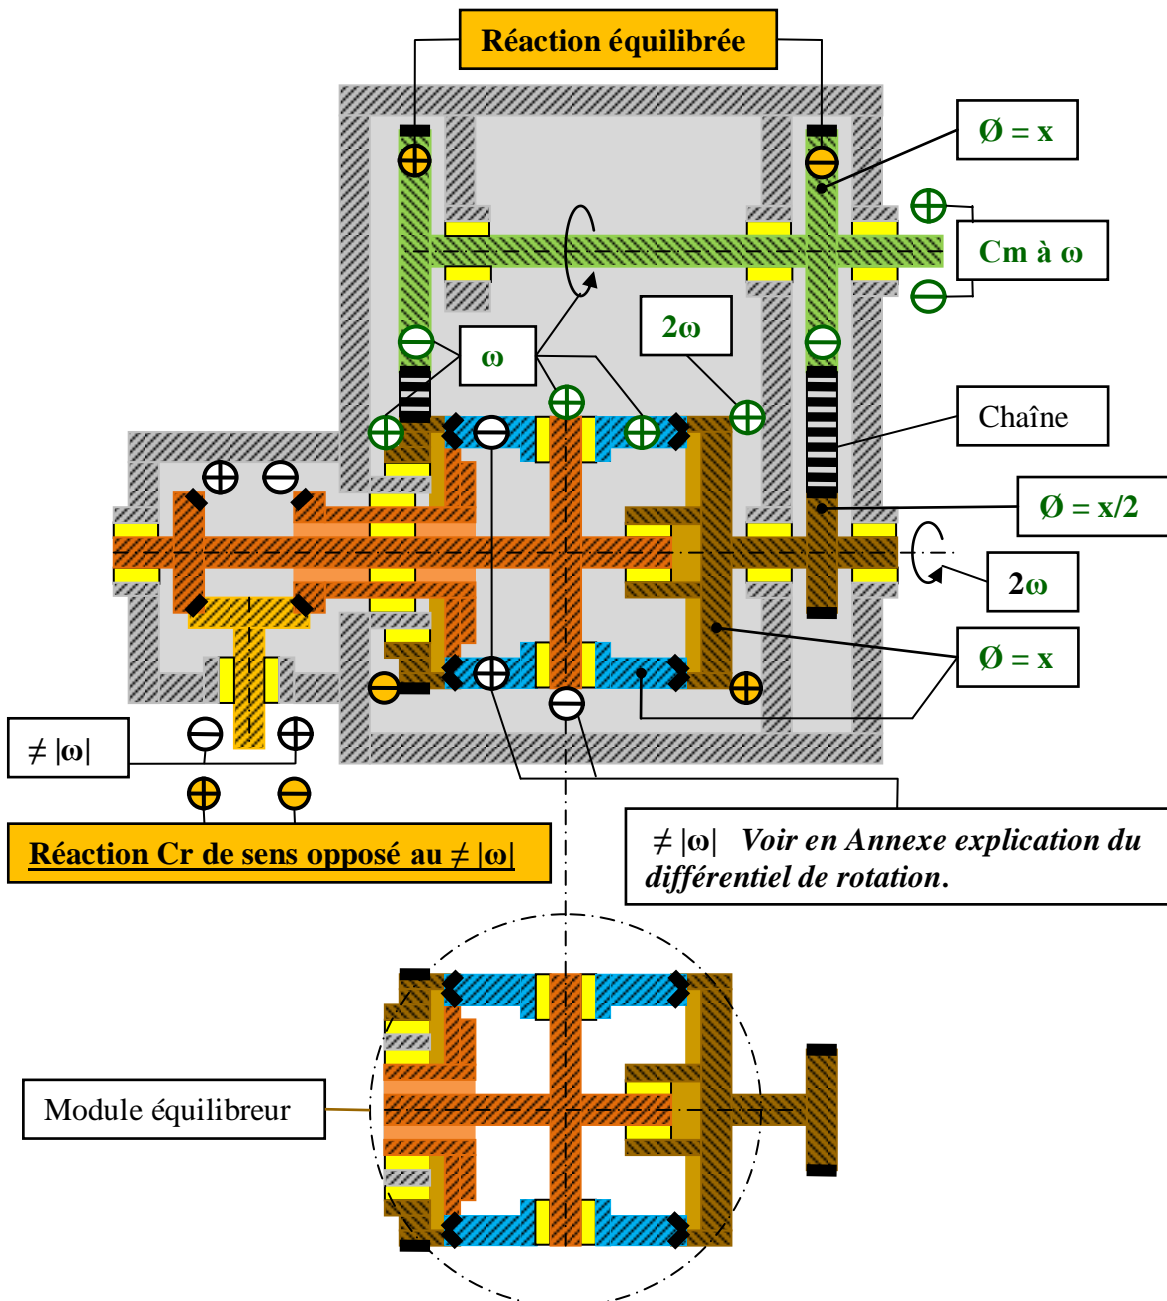 Réaction équilibrée
Ø = x
Cm à ω
2ω
ω
Chaîne
Ø = x/2
2ω
Ø = x
≠ |ω|
Réaction Cr de sens opposé au ≠ |ω|
≠ |ω| Voir en Annexe explication du
différentiel de rotation.
Module équilibreur